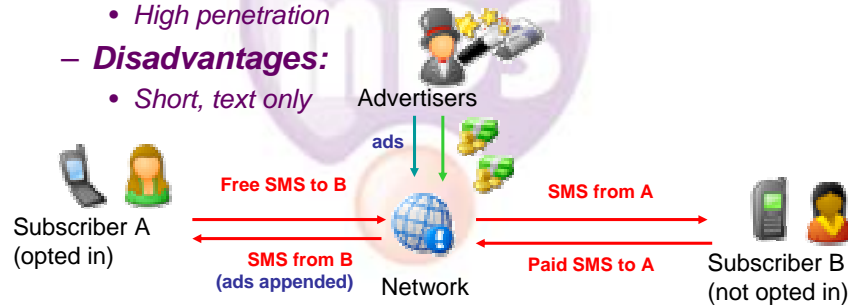 • High penetration
– Disadvantages:
• Short, text only
Advertisers
ads
Free SMS to B
SMS from A
Subscriber A
(opted in)
SMS from B
(ads appended)
Network
Paid SMS to A
Subscriber B
(not opted in)